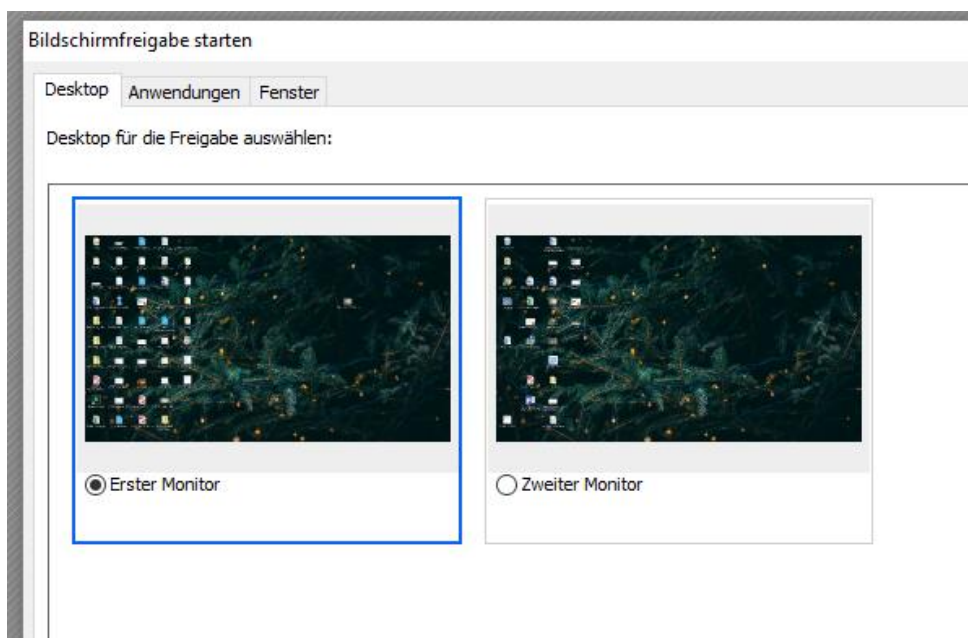 Bildschirmfreigabe starten
Desktop Anwendungen Fenster
Desktop für die Freigabe auswählen:
Erster Monitor Zweiter Monitor